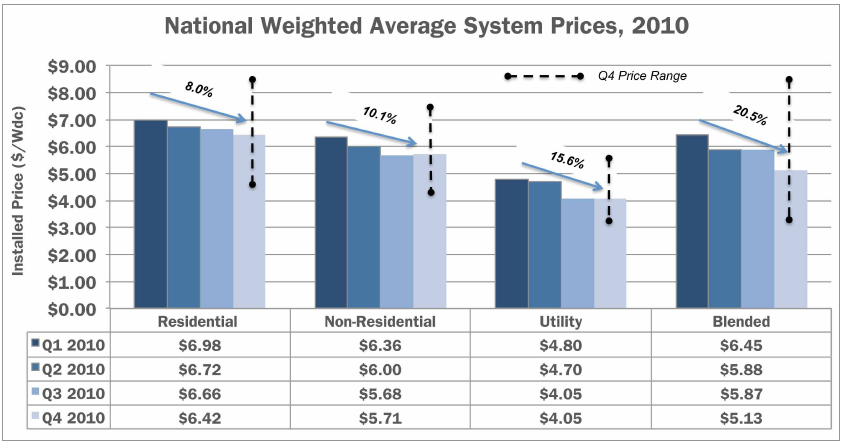 National Weighted Average System Prices, 2010
Installed Price ($/Wdc)
$9.00
$8.00
$7.00
$6.00
$5.00
$4.00
$3.00
$2.00
$1.00
$0.00
8.0%
10.1%
15.6%
20.5%
Q4 Price Range
Residential Non-Residential Utility Blended
Q1 2010 $6.98 $6.36 $4.80 $6.45
Q2 2010 $6.72 $6.00 $4.70 $5.88
Q3 2010 $6.66 $5.68 $4.05 $5.87
Q4 2010 $6.42 $5.71 $4.05 $5.13